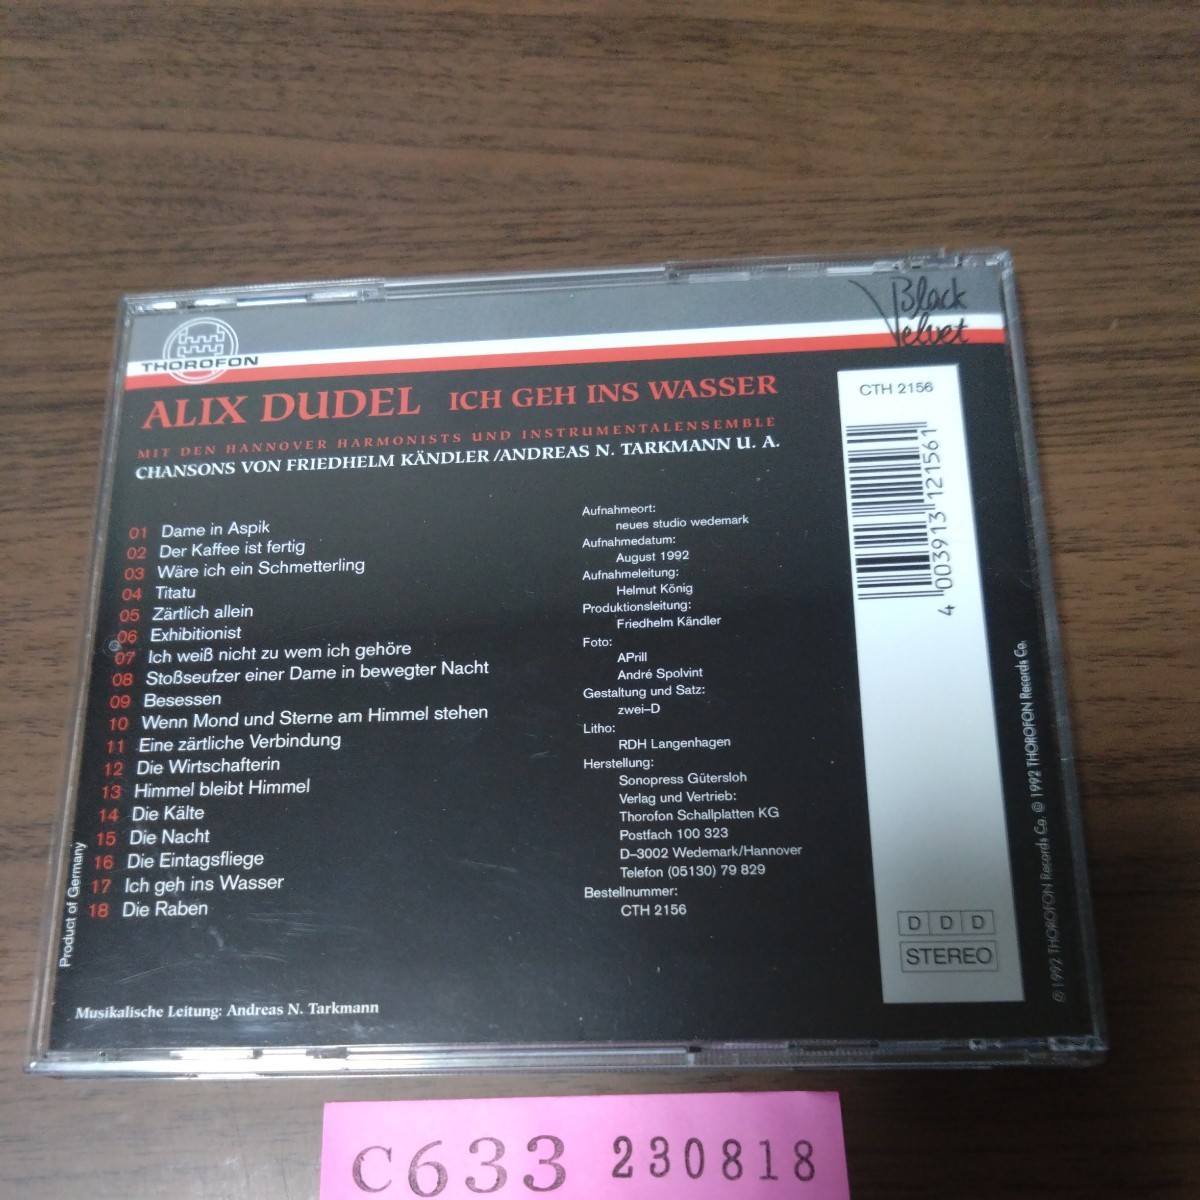 THOROFON
Black
Velvet
ALIX DUDEL ICH GEH INS WASSER
MIT DEN HANNOVER HARMONISTS UND INSTRUMENTALENSEMBLE
CHANSONS VON FRIEDHELM KÄNDLER/ANDREAS N. TARKMANN U. A.
01 Dame in Aspik
02 Der Kaffee ist fertig
03 Wäre ich ein Schmetterling
04 Titatu
05 Zärtlich allein
06 Exhibitionist
07 Ich weiß nicht zu wem ich gehöre
08 Stoßseufzer einer Dame in bewegter Nacht
09 Besessen
10 Wenn Mond und Sterne am Himmel stehen
11 Eine zärtliche Verbindung
12 Die Wirtschafterin
13 Himmel bleibt Himmel
14 Die Kälte
15 Die Nacht
16 Die Eintagsfliege
17 Ich geh ins Wasser
18 Die Raben
Product of Germany
Musikalische Leitung: Andreas N. Tarkmann
Aufnahmeort:
neues studio wedemark
Aufnahmedatum:
August 1992
Aufnahmeleitung:
Helmut König
Produktionsleitung:
Friedhelm Kändler
Foto:
APrill
André Spolvint
Gestaltung und Satz:
zwei–D
Litho:
RDH Langenhagen
Herstellung:
Sonopress Gütersloh
Verlag und Vertrieb:
Thorofon Schallplatten KG
Postfach 100 323
D–3002 Wedemark/Hannover
Telefon (05130) 79 829
Bestellnummer:
CTH 2156
CTH 2156
4 003913 121561
DDD
STEREO
℗ 1992 THOROFON Records Co. © 1992 THOROFON Records Co.
C633 230818